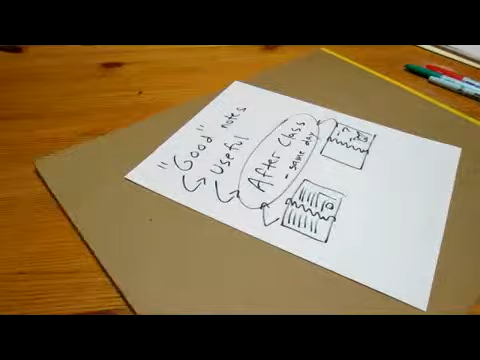 "Good" notes
Useful
After Class
- same day